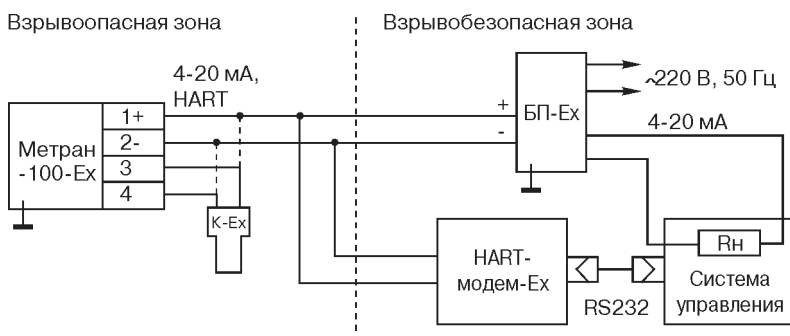 Взрывоопасная зона
Взрывобезопасная зона
4-20 мА,
HART
~220 В, 50 Гц
Метран
-100-Ех
1+
2-
3
4
+
-
БП-Ех
4-20 мА
К-Ех
HART-
модем-Ех
RS232
Rн
Система
управления